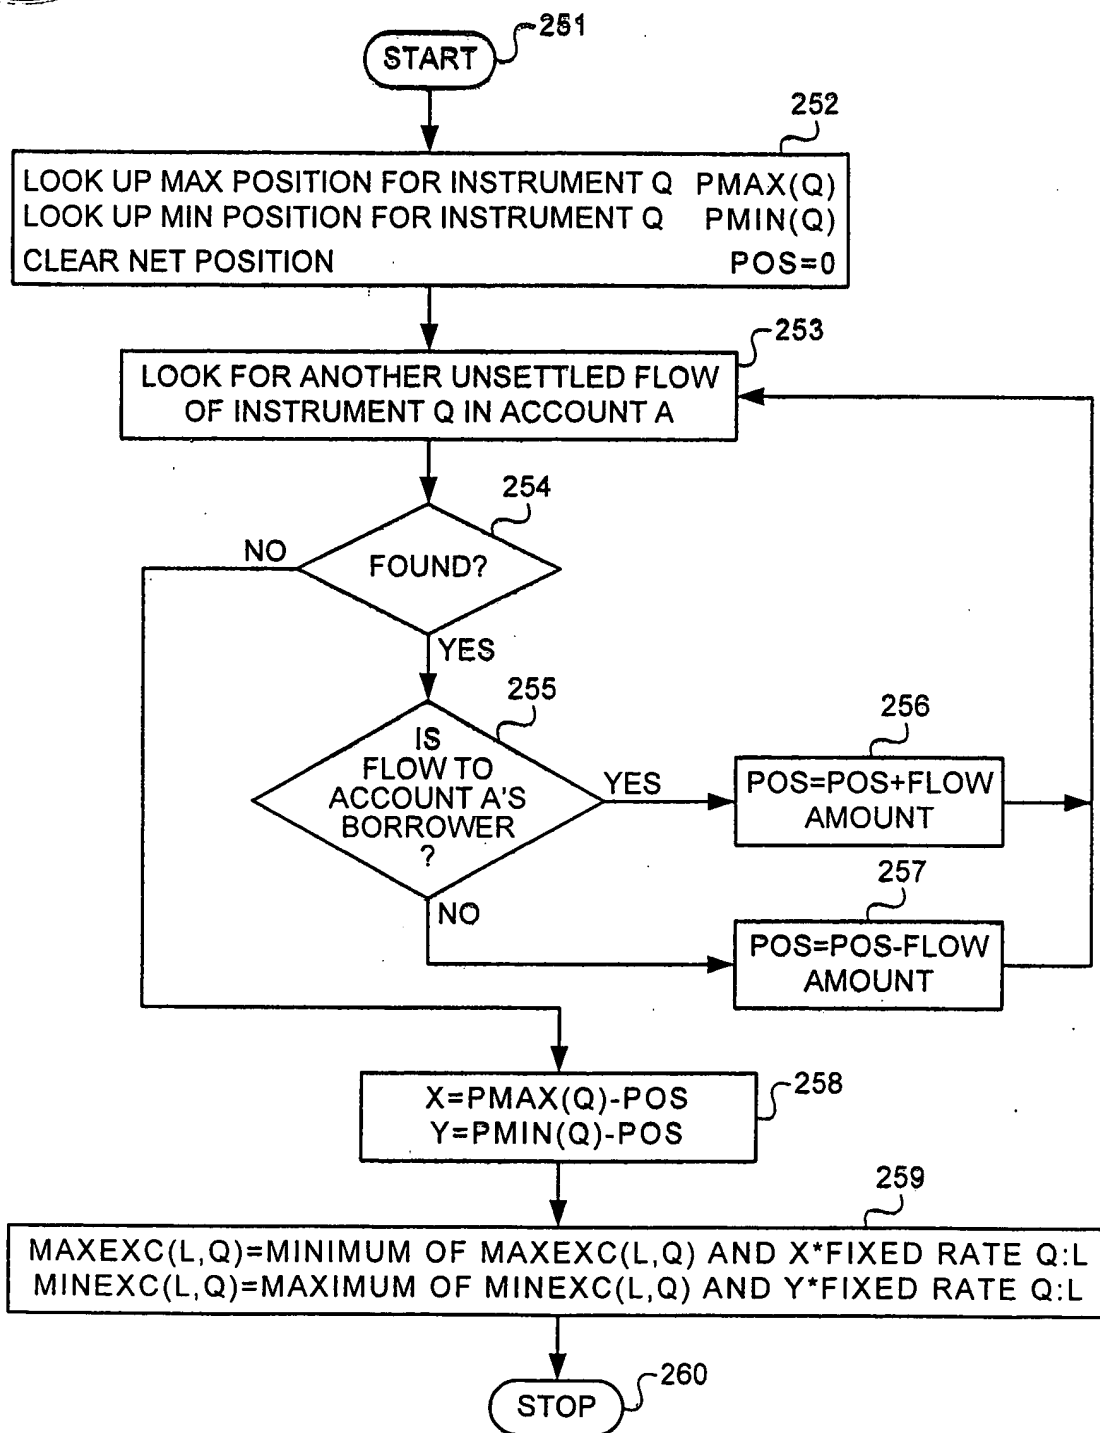 251
START
252
LOOK UP MAX POSITION FOR INSTRUMENT Q PMAX(Q)
LOOK UP MIN POSITION FOR INSTRUMENT Q PMIN(Q)
CLEAR NET POSITION POS=0
253
LOOK FOR ANOTHER UNSETTLED FLOW
OF INSTRUMENT Q IN ACCOUNT A
254
NO
FOUND?
YES
255
IS
FLOW TO
ACCOUNT A'S
BORROWER
?
YES
256
POS=POS+FLOW
AMOUNT
NO
257
POS=POS-FLOW
AMOUNT
258
X=PMAX(Q)-POS
Y=PMIN(Q)-POS
259
MAXEXC(L,Q)=MINIMUM OF MAXEXC(L,Q) AND X*FIXED RATE Q:L
MINEXC(L,Q)=MAXIMUM OF MINEXC(L,Q) AND Y*FIXED RATE Q:L
260
STOP